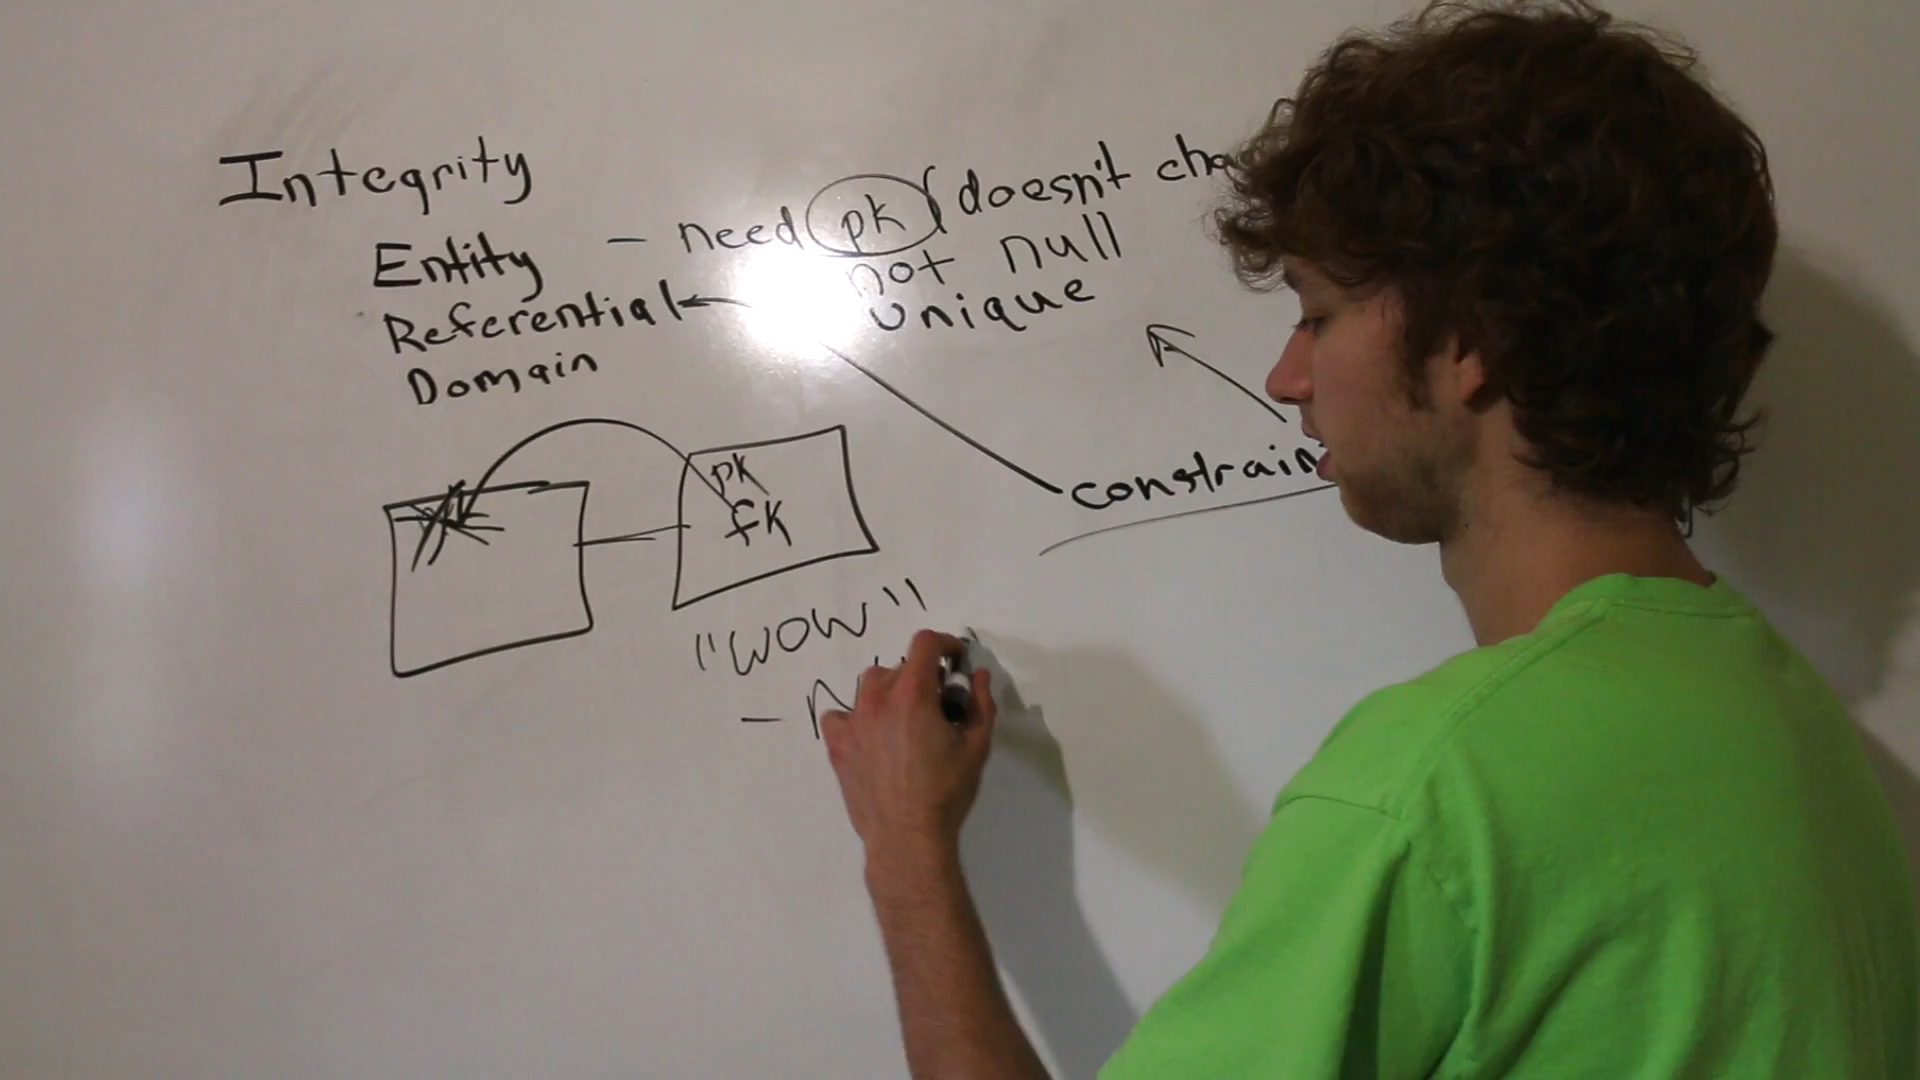 Integrity
Entity - need pk (doesn't cha
not null
unique
Referential
Domain
constrain
pk
fk
"WOW"
-